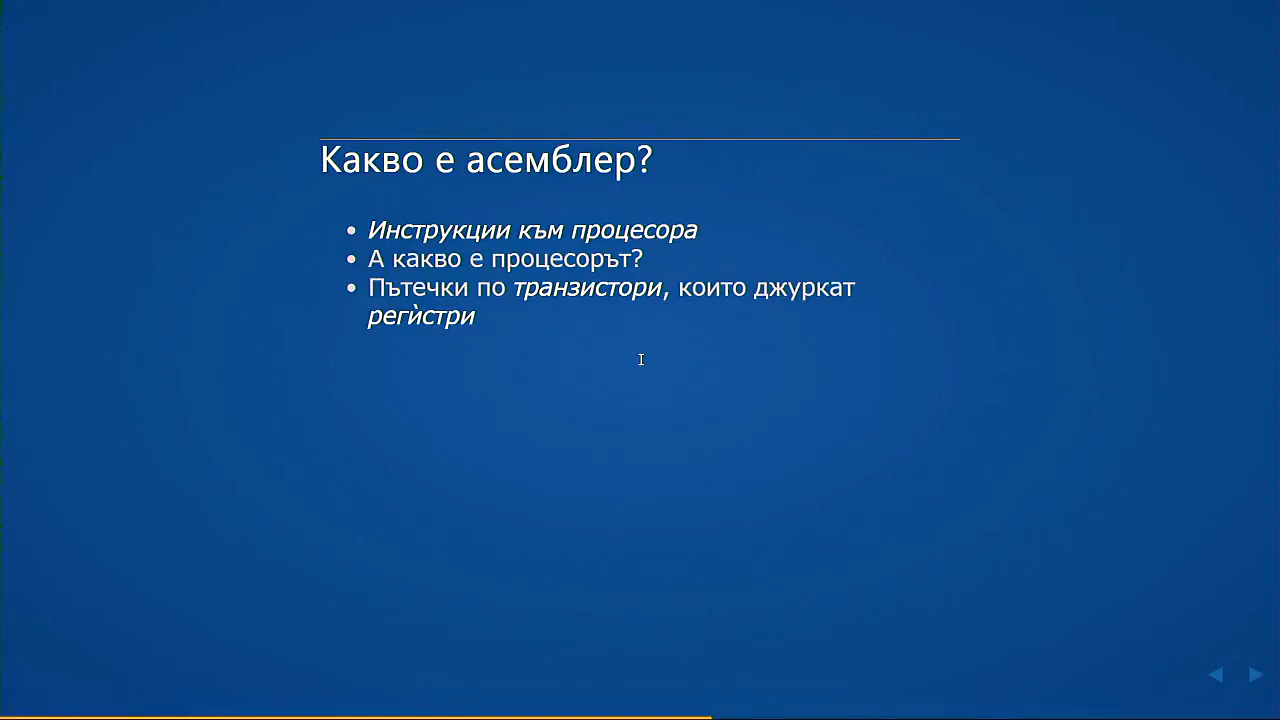 Какво е асемблер?
Инструкции към процесора
А какво е процесорът?
Пътечки по транзистори, които джуркат
регѝстри